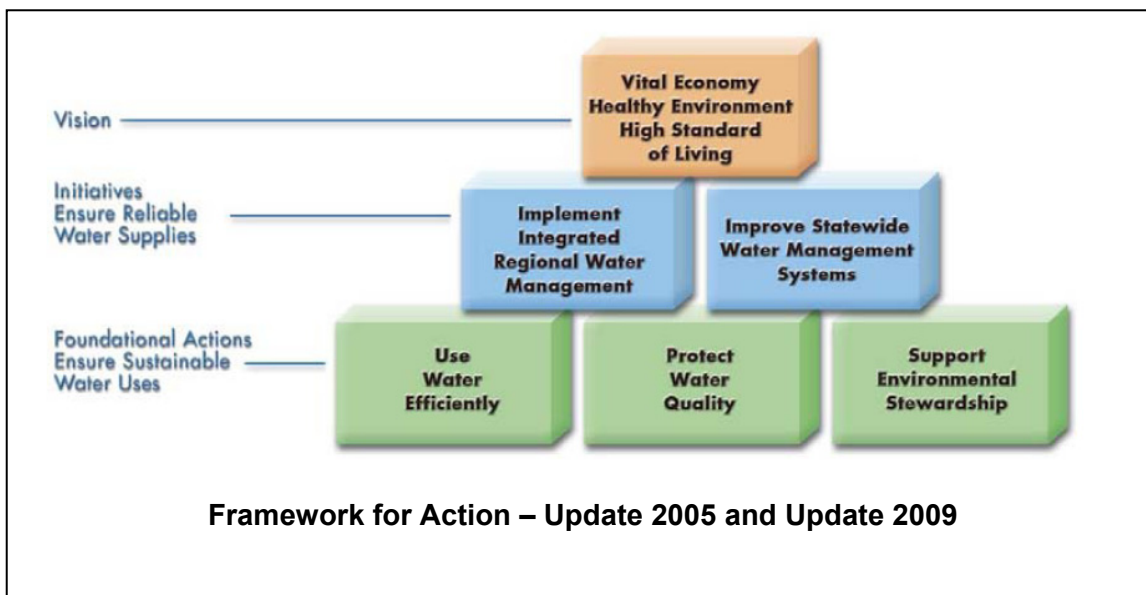 Vital Economy
Healthy Environment
High Standard
of Living
Vision
Initiatives
Ensure Reliable
Water Supplies
Implement
Integrated
Regional Water
Management
Improve Statewide
Water Management
Systems
Foundational Actions
Ensure Sustainable
Water Uses
Use
Water
Efficiently
Protect
Water
Quality
Support
Environmental
Stewardship
Framework for Action – Update 2005 and Update 2009